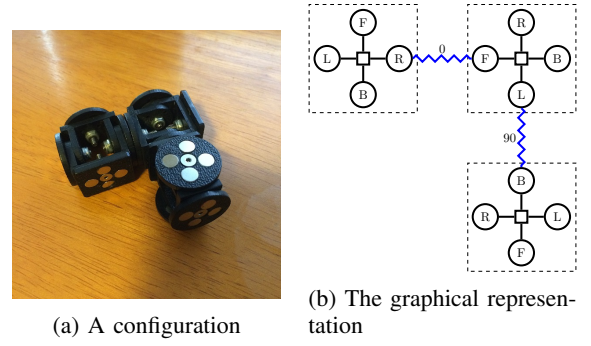 F
L
R
B
0
R
F
B
L
90
B
R
L
F
(a) A configuration
(b) The graphical represen-
tation